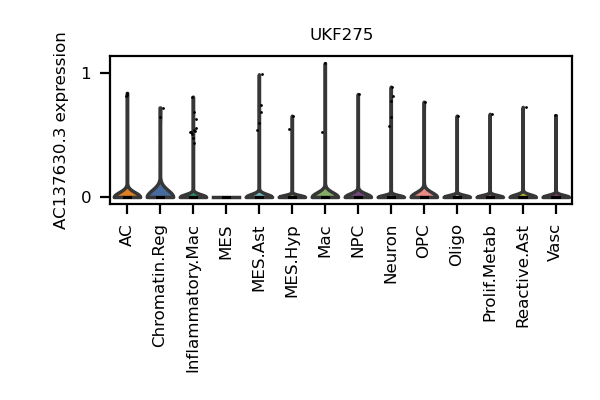 UKF275
AC137630.3 expression
1
0
AC
Chromatin.Reg
Inflammatory.Mac
MES
MES.Ast
MES.Hyp
Mac
NPC
Neuron
OPC
Oligo
Prolif.Metab
Reactive.Ast
Vasc